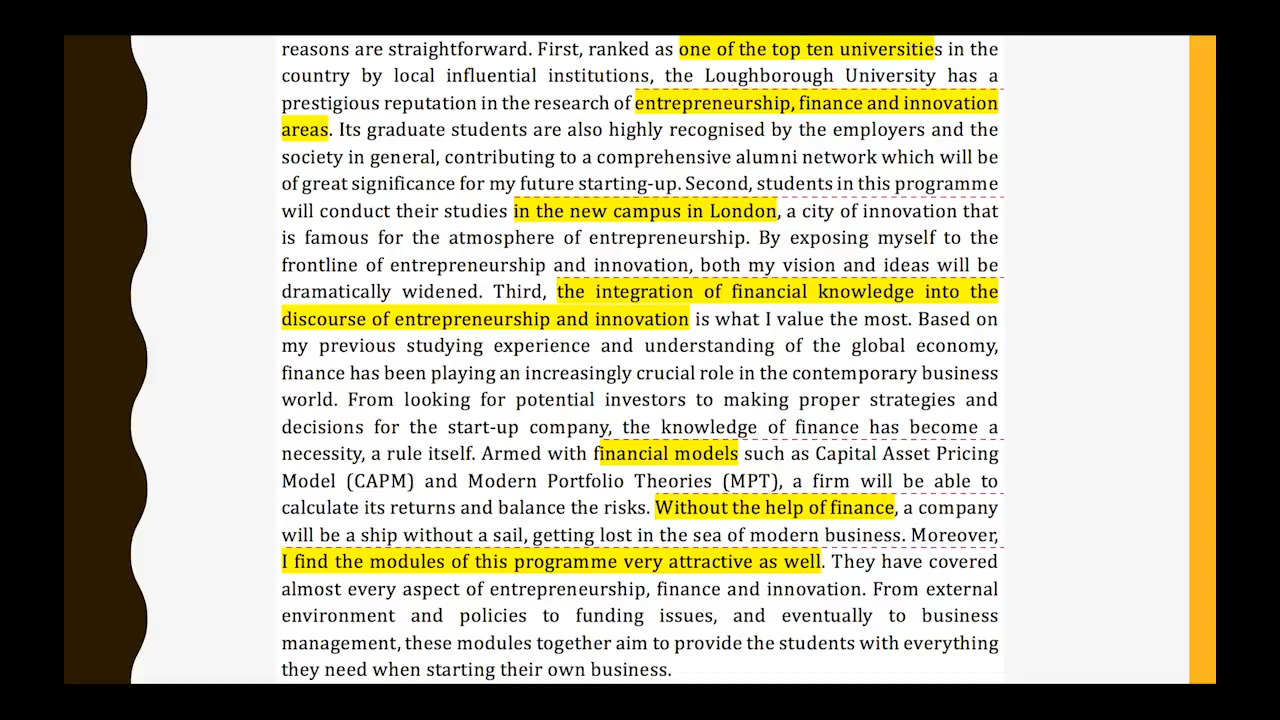 reasons are straightforward. First, ranked as one of the top ten universities in the
country by local influential institutions, the Loughborough University has a
prestigious reputation in the research of entrepreneurship, finance and innovation
areas. Its graduate students are also highly recognised by the employers and the
society in general, contributing to a comprehensive alumni network which will be
of great significance for my future starting-up. Second, students in this programme
will conduct their studies in the new campus in London, a city of innovation that
is famous for the atmosphere of entrepreneurship. By exposing myself to the
frontline of entrepreneurship and innovation, both my vision and ideas will be
dramatically widened. Third, the integration of financial knowledge into the
discourse of entrepreneurship and innovation is what I value the most. Based on
my previous studying experience and understanding of the global economy,
finance has been playing an increasingly crucial role in the contemporary business
world. From looking for potential investors to making proper strategies and
decisions for the start-up company, the knowledge of finance has become a
necessity, a rule itself. Armed with financial models such as Capital Asset Pricing
Model (CAPM) and Modern Portfolio Theories (MPT), a firm will be able to
calculate its returns and balance the risks. Without the help of finance, a company
will be a ship without a sail, getting lost in the sea of modern business. Moreover,
I find the modules of this programme very attractive as well. They have covered
almost every aspect of entrepreneurship, finance and innovation. From external
environment and policies to funding issues, and eventually to business
management, these modules together aim to provide the students with everything
they need when starting their own business.